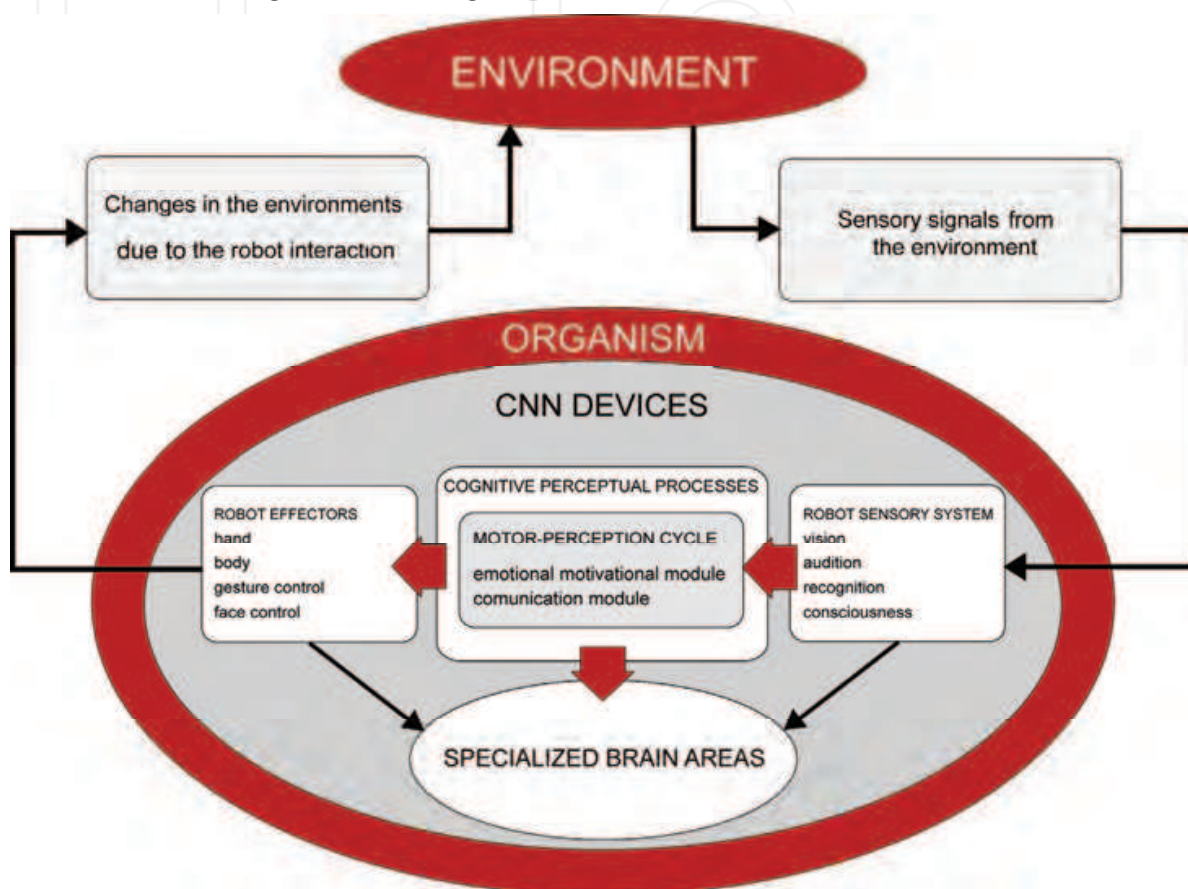 ENVIRONMENT
Changes in the environments
due to the robot interaction
Sensory signals from
the environment
ORGANISM
CNN DEVICES
ROBOT EFFECTORS
hand
body
gesture control
face control
COGNITIVE PERCEPTUAL PROCESSES
MOTOR-PERCEPTION CYCLE
emotional motivational module
comunication module
ROBOT SENSORY SYSTEM
vision
audition
recognition
consciousness
SPECIALIZED BRAIN AREAS